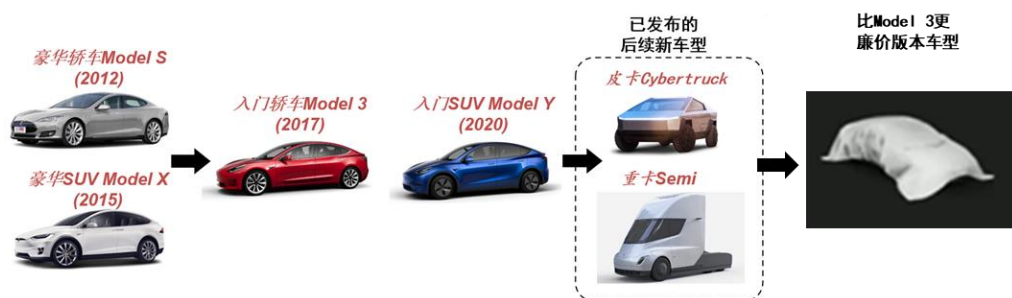 豪华轿车Model S
(2012)
豪华SUV Model X
(2015)
入门轿车Model 3
(2017)
入门SUV Model Y
(2020)
已发布的
后续新车型
皮卡Cybertruck
重卡Semi
比Model 3更
廉价版本车型